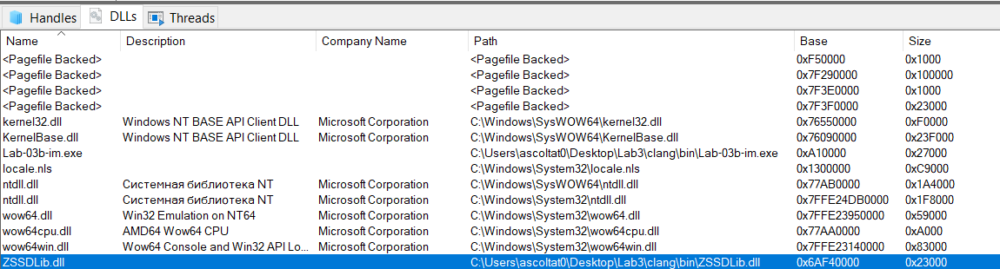 Handles DLLs Threads
Name Description Company Name Path Base Size
<Pagefile Backed> <Pagefile Backed> 0xF50000 0x1000
<Pagefile Backed> <Pagefile Backed> 0x7F290000 0x100000
<Pagefile Backed> <Pagefile Backed> 0x7F3E0000 0x1000
<Pagefile Backed> <Pagefile Backed> 0x7F3F0000 0x23000
kernel32.dll Windows NT BASE API Client DLL Microsoft Corporation C:\Windows\SysWOW64\kernel32.dll 0x76550000 0xF0000
KernelBase.dll Windows NT BASE API Client DLL Microsoft Corporation C:\Windows\SysWOW64\KernelBase.dll 0x76090000 0x23F000
Lab-03b-im.exe C:\Users\ascoltat0\Desktop\Lab3\clang\bin\Lab-03b-im.exe 0xA10000 0x27000
locale.nls C:\Windows\System32\locale.nls 0x1300000 0xC9000
ntdll.dll Системная библиотека NT Microsoft Corporation C:\Windows\SysWOW64\ntdll.dll 0x77AB0000 0x1A4000
ntdll.dll Системная библиотека NT Microsoft Corporation C:\Windows\System32\ntdll.dll 0x7FFE24DB0000 0x1F8000
wow64.dll Win32 Emulation on NT64 Microsoft Corporation C:\Windows\System32\wow64.dll 0x7FFE23950000 0x59000
wow64cpu.dll AMD64 Wow64 CPU Microsoft Corporation C:\Windows\System32\wow64cpu.dll 0x77AA0000 0xA000
wow64win.dll Wow64 Console and Win32 API Lo... Microsoft Corporation C:\Windows\System32\wow64win.dll 0x7FFE23140000 0x83000
ZSSDLib.dll C:\Users\ascoltat0\Desktop\Lab3\clang\bin\ZSSDLib.dll 0x6AF40000 0x23000